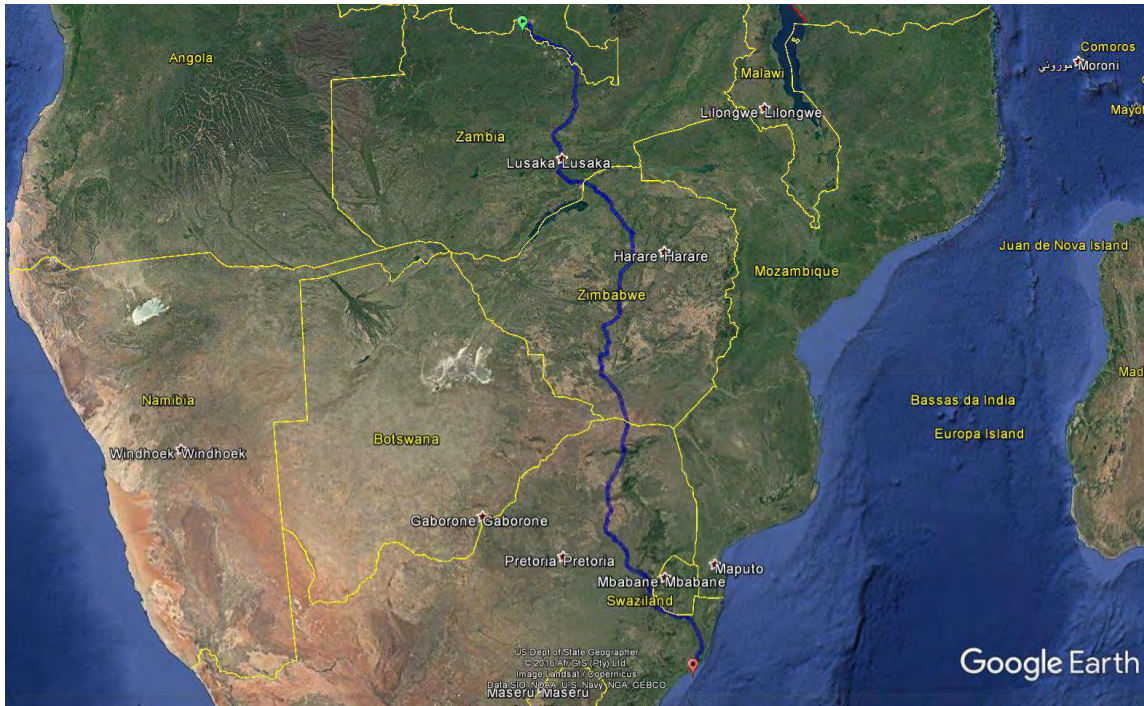 Angola
Comoros
موروني Moroni
Malawi
Lilongwe Lilongwe
Zambia
Lusaka Lusaka
Juan de Nova Island
Harare Harare
Mozambique
Zimbabwe
Namibia
Botswana
Bassas da India
Europa Island
Windhoek Windhoek
Gaborone Gaborone
Pretoria Pretoria
Maputo
Mbabane Mbabane
Swaziland
US Dept of State Geographer
© 2016 AfriGIS (Pty) Ltd.
Image Landsat / Copernicus
Data SIO, NOAA, U.S. Navy, NGA, GEBCO
Maseru Maseru
Google Earth